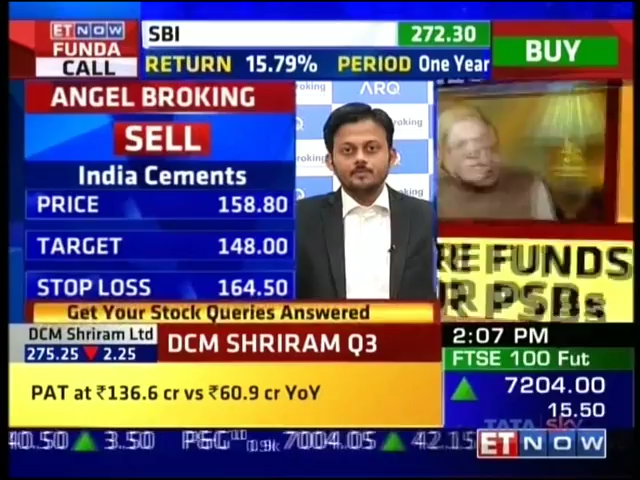 ET NOW
FUNDA
CALL
SBI 272.30
RETURN 15.79% PERIOD One Year
BUY
ANGEL BROKING
SELL
India Cements
PRICE 158.80
TARGET 148.00
STOP LOSS 164.50
ARQ
REFUNDS
PSBs
Get Your Stock Queries Answered
DCM Shriram Ltd
275.25 ▼ 2.25
DCM SHRIRAM Q3
PAT at ₹136.6 cr vs ₹60.9 cr YoY
2:07 PM
FTSE 100 Fut
▲ 7204.00
15.50
TATA sky
40.50 ▲ 3.50 7004.05 ▲ 42.15
ET NOW